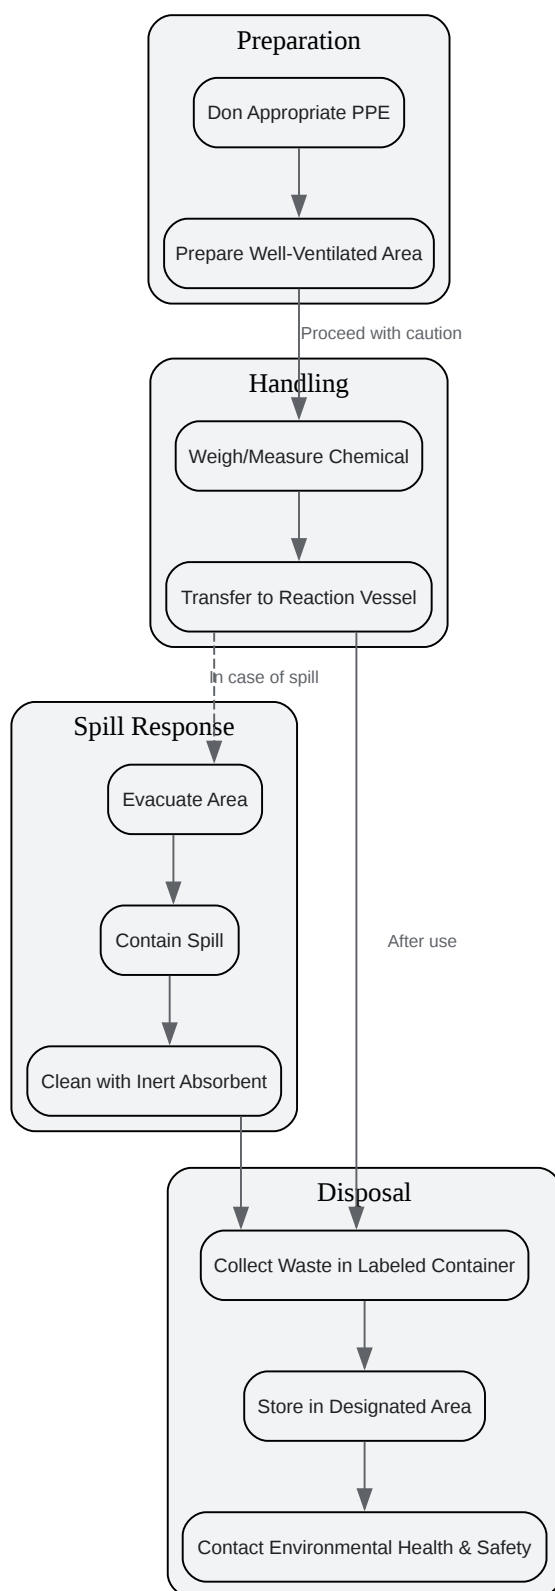 Preparation
Don Appropriate PPE
Prepare Well-Ventilated Area
Proceed with caution
Handling
Weigh/Measure Chemical
Transfer to Reaction Vessel
In case of spill
Spill Response
Evacuate Area
Contain Spill
After use
Clean with Inert Absorbent
Disposal
Collect Waste in Labeled Container
Store in Designated Area
Contact Environmental Health & Safety